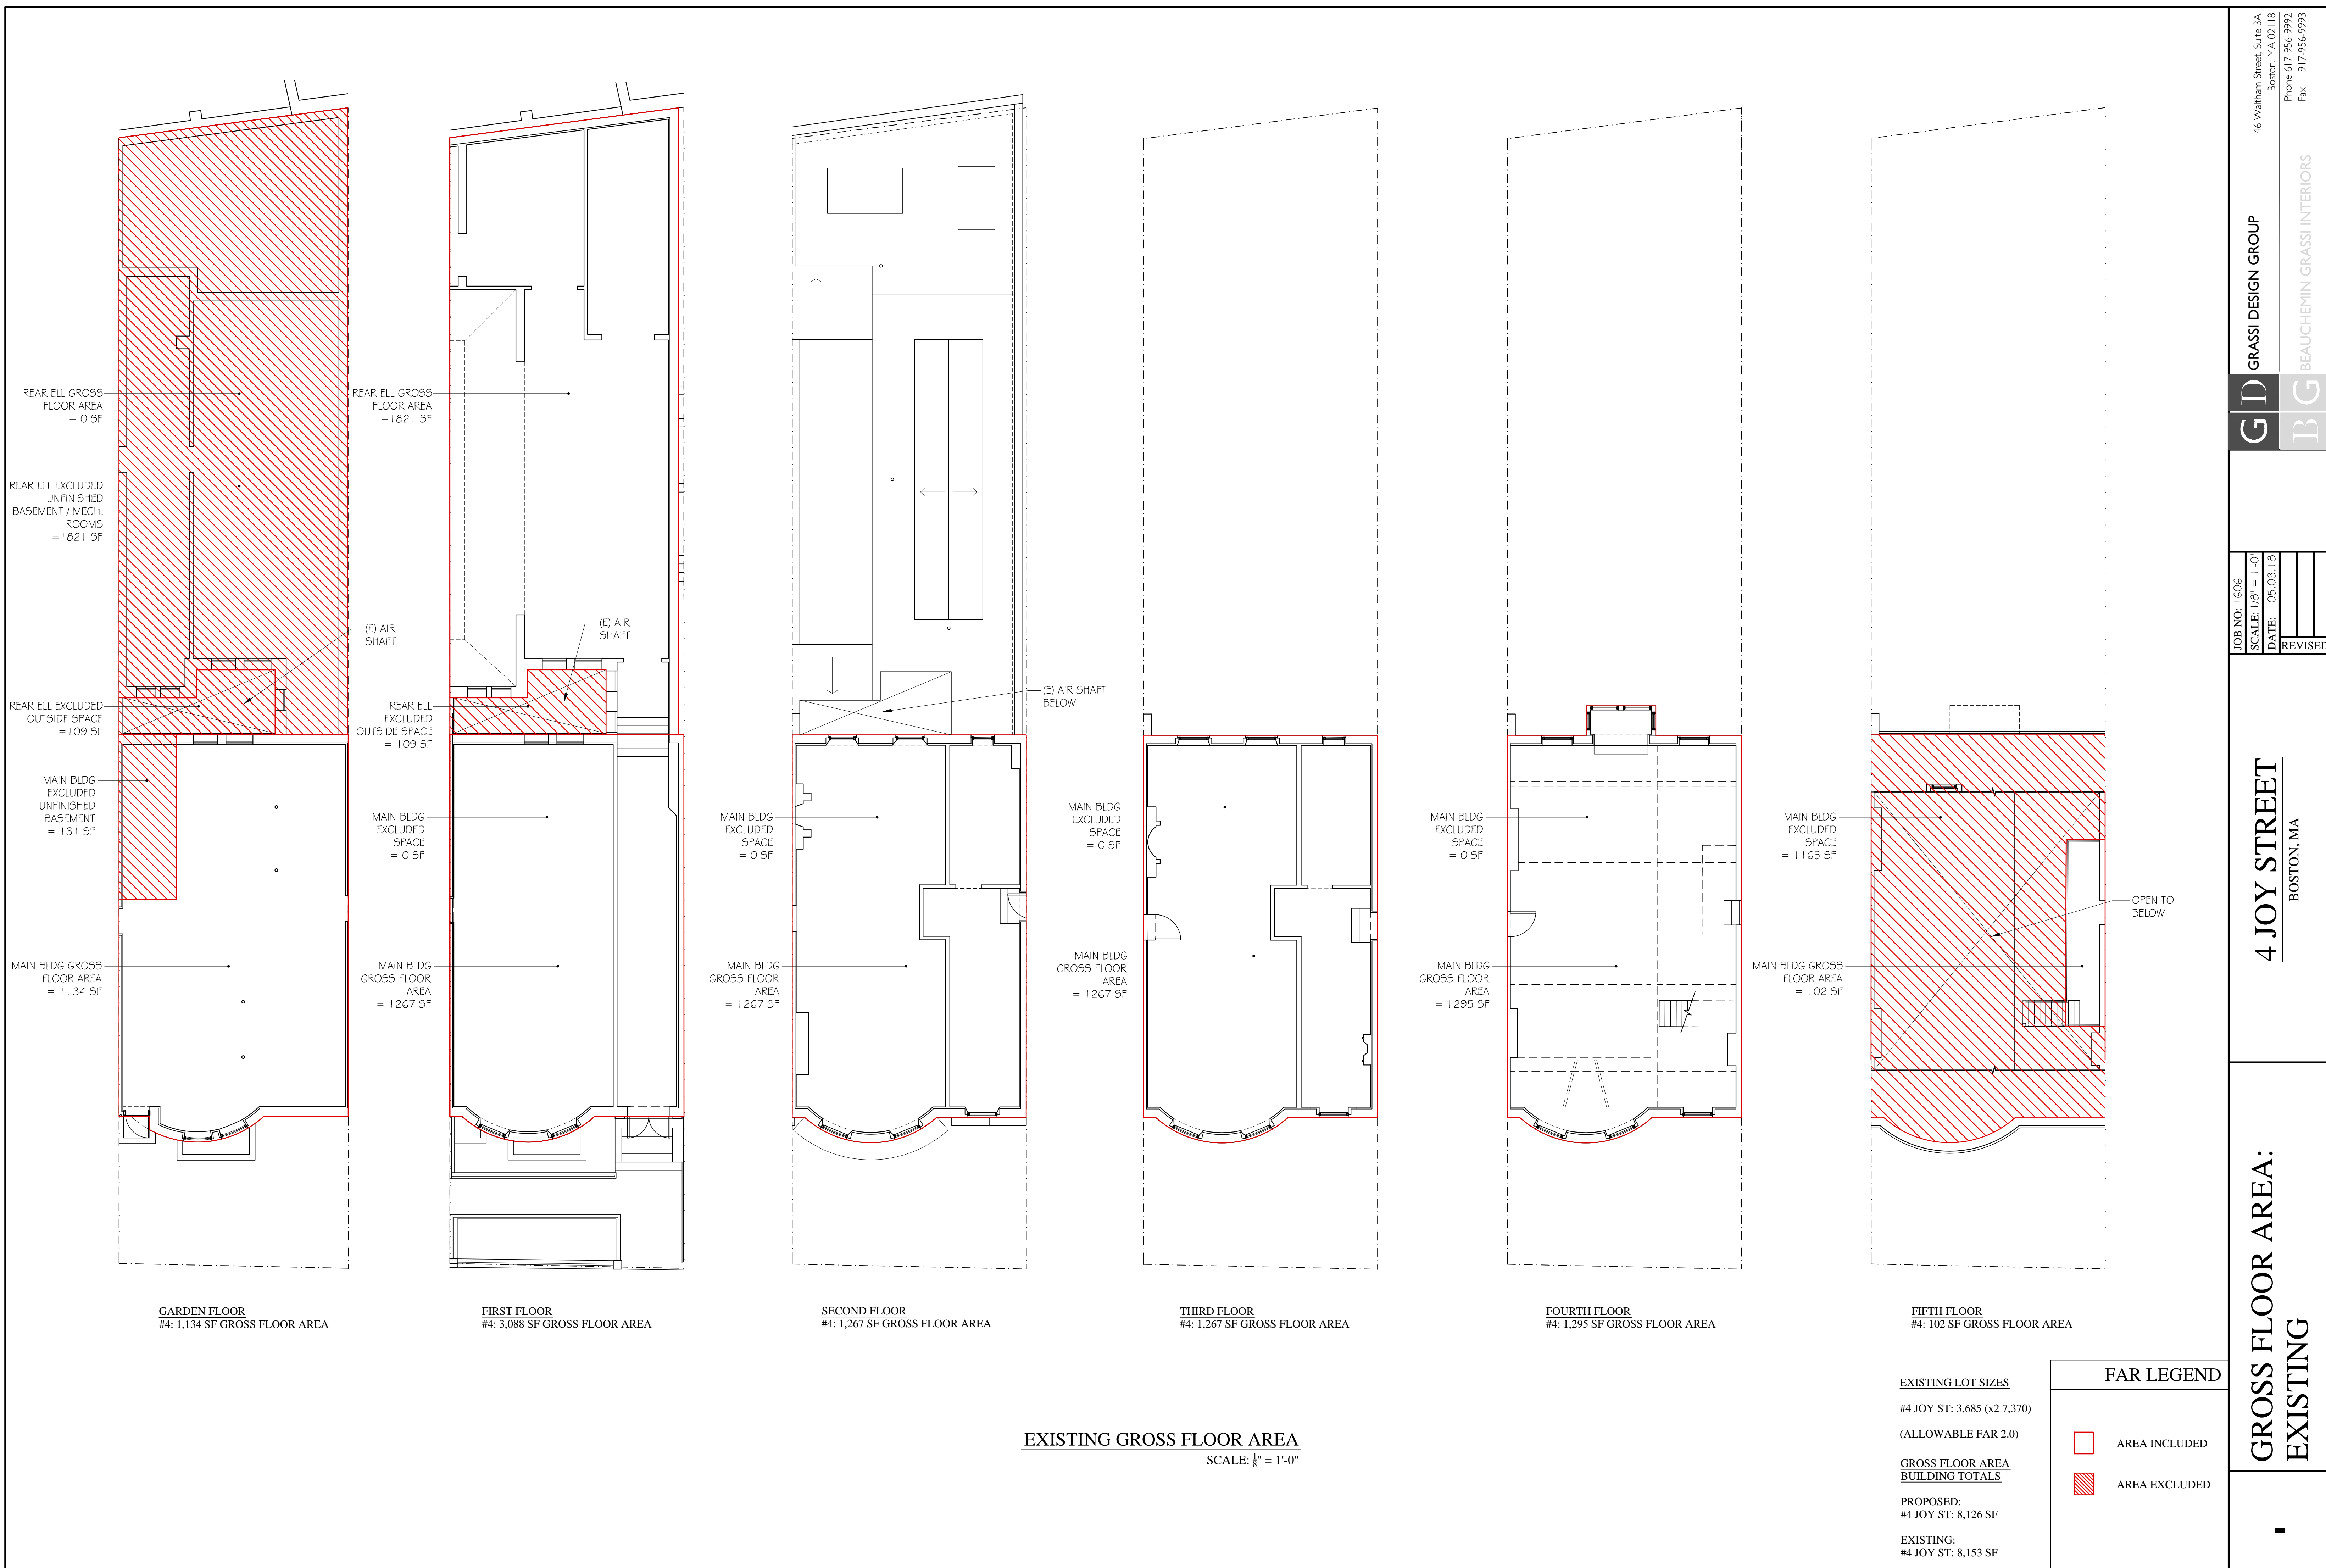 REAR ELL GROSS
FLOOR AREA
= 0 SF
REAR ELL EXCLUDED
UNFINISHED
BASEMENT / MECH.
ROOMS
=1821 SF
(E) AIR
SHAFT
REAR ELL EXCLUDED
OUTSIDE SPACE
=109 SF
MAIN BLDG
EXCLUDED
UNFINISHED
BASEMENT
= 131 SF
MAIN BLDG GROSS
FLOOR AREA
= 1134 SF
GARDEN FLOOR
#4: 1,134 SF GROSS FLOOR AREA
REAR ELL GROSS
FLOOR AREA
=1821 SF
(E) AIR
SHAFT
REAR ELL
EXCLUDED
OUTSIDE SPACE
= 109 SF
MAIN BLDG
EXCLUDED
SPACE
= 0 SF
MAIN BLDG
GROSS FLOOR
AREA
= 1267 SF
FIRST FLOOR
#4: 3,088 SF GROSS FLOOR AREA
(E) AIR SHAFT
BELOW
MAIN BLDG
EXCLUDED
SPACE
= 0 SF
MAIN BLDG
GROSS FLOOR
AREA
= 1267 SF
SECOND FLOOR
#4: 1,267 SF GROSS FLOOR AREA
MAIN BLDG
EXCLUDED
SPACE
= 0 SF
MAIN BLDG
GROSS FLOOR
AREA
= 1267 SF
THIRD FLOOR
#4: 1,267 SF GROSS FLOOR AREA
MAIN BLDG
EXCLUDED
SPACE
= 0 SF
MAIN BLDG
GROSS FLOOR
AREA
= 1295 SF
FOURTH FLOOR
#4: 1,295 SF GROSS FLOOR AREA
MAIN BLDG
EXCLUDED
SPACE
= 1165 SF
OPEN TO
BELOW
MAIN BLDG GROSS
FLOOR AREA
= 102 SF
FIFTH FLOOR
#4: 102 SF GROSS FLOOR AREA
EXISTING GROSS FLOOR AREA
SCALE: 1/8" = 1'-0"
EXISTING LOT SIZES
#4 JOY ST: 3,685 (x2 7,370)
(ALLOWABLE FAR 2.0)
GROSS FLOOR AREA
BUILDING TOTALS
PROPOSED:
#4 JOY ST: 8,126 SF
EXISTING:
#4 JOY ST: 8,153 SF
FAR LEGEND
AREA INCLUDED
AREA EXCLUDED
46 Waltham Street, Suite 3A
Boston, MA 02118
Phone 617-956-9992
Fax 917-956-9993
GD GRASSI DESIGN GROUP
BG BEAUCHEMIN GRASSI INTERIORS
JOB NO: 1606
SCALE: 1/8" = 1'-0"
DATE: 05.03.18
REVISED
4 JOY STREET
BOSTON, MA
GROSS FLOOR AREA:
EXISTING